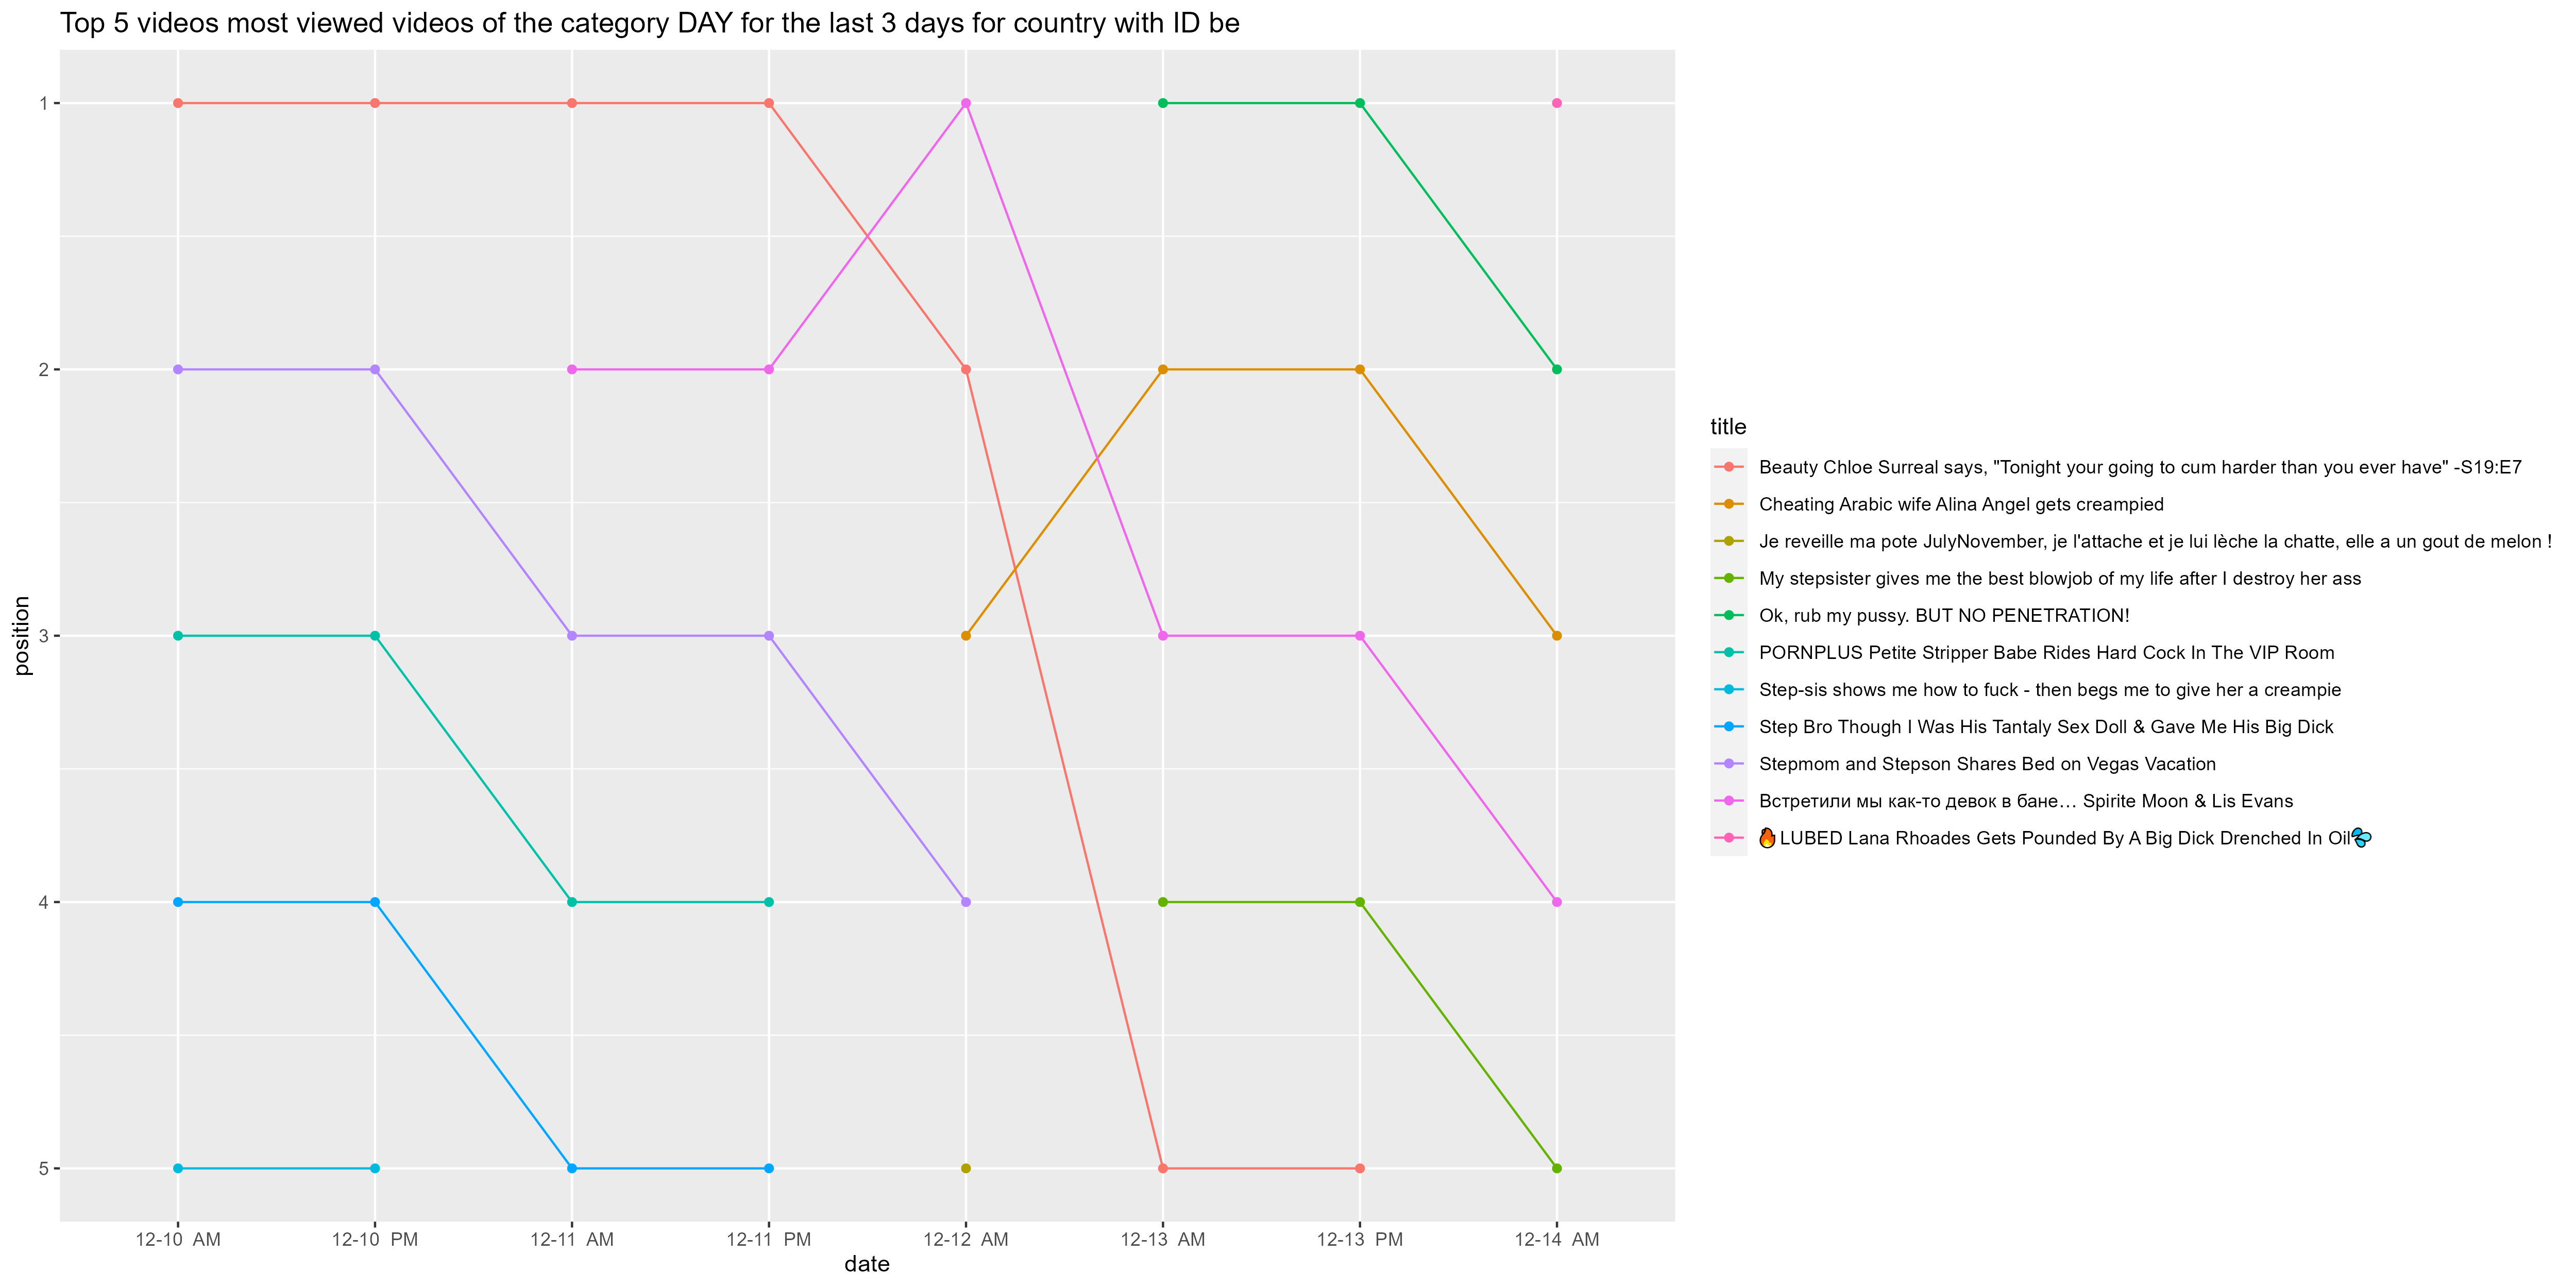 Top 5 videos most viewed videos of the category DAY for the last 3 days for country with ID be
position
1
2
3
4
5
12-10 AM
12-10 PM
12-11 AM
12-11 PM
12-12 AM
12-13 AM
12-13 PM
12-14 AM
date
title
Beauty Chloe Surreal says, "Tonight your going to cum harder than you ever have" -S19:E7
Cheating Arabic wife Alina Angel gets creampied
Je reveille ma pote JulyNovember, je l'attache et je lui lèche la chatte, elle a un gout de melon !
My stepsister gives me the best blowjob of my life after I destroy her ass
Ok, rub my pussy. BUT NO PENETRATION!
PORNPLUS Petite Stripper Babe Rides Hard Cock In The VIP Room
Step-sis shows me how to fuck - then begs me to give her a creampie
Step Bro Though I Was His Tantaly Sex Doll & Gave Me His Big Dick
Stepmom and Stepson Shares Bed on Vegas Vacation
Встретили мы как-то девок в бане… Spirite Moon & Lis Evans
🔥LUBED Lana Rhoades Gets Pounded By A Big Dick Drenched In Oil💦